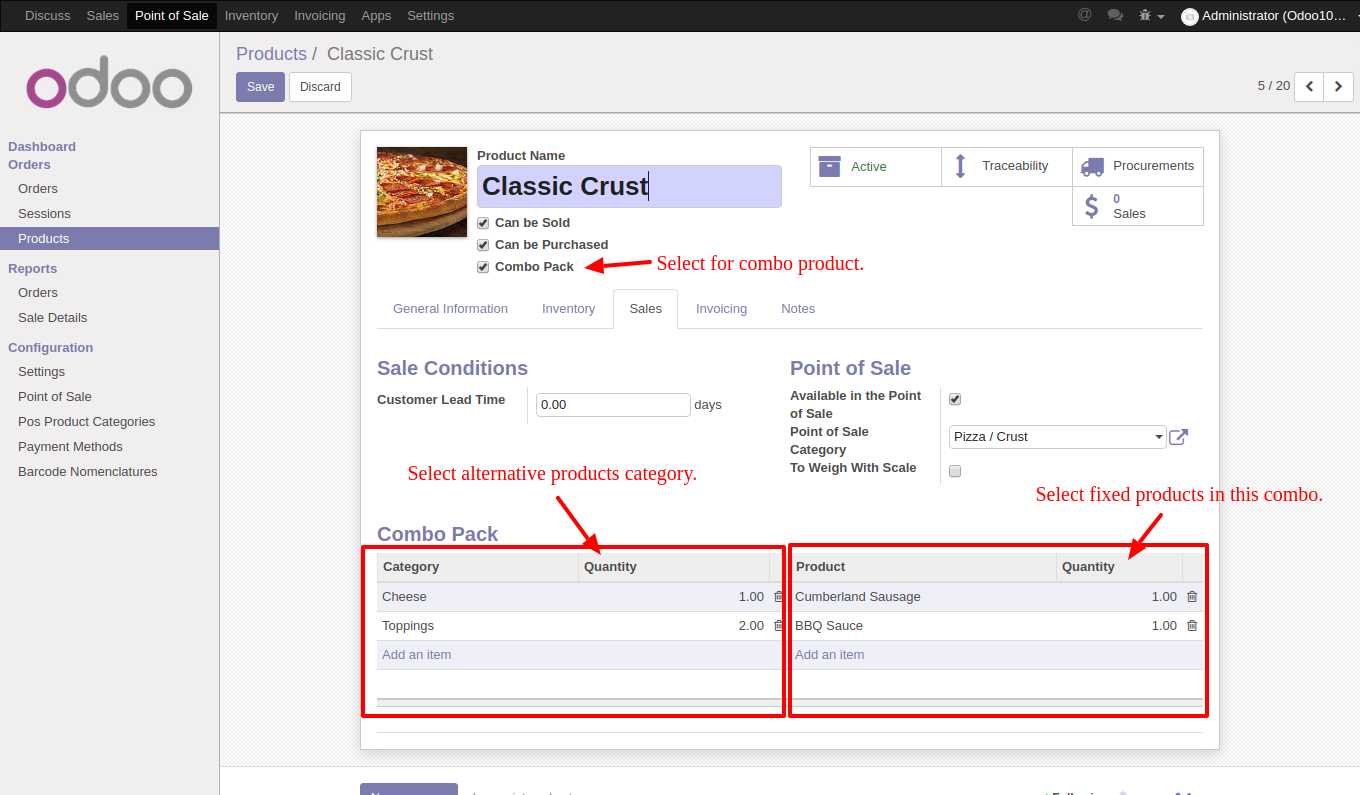 Discuss Sales Point of Sale Inventory Invoicing Apps Settings @ Administrator (Odoo10...
odoo
Products / Classic Crust
Save Discard
5 / 20
Dashboard
Orders
Orders
Sessions
Products
Reports
Orders
Sale Details
Configuration
Settings
Point of Sale
Pos Product Categories
Payment Methods
Barcode Nomenclatures
Product Name
Classic Crust
Can be Sold
Can be Purchased
Combo Pack
Select for combo product.
Active
Traceability
Procurements
0
Sales
General Information Inventory Sales Invoicing Notes
Sale Conditions
Customer Lead Time 0.00 days
Point of Sale
Available in the Point
of Sale
Point of Sale
Category
Pizza / Crust
To Weigh With Scale
Select alternative products category.
Select fixed products in this combo.
Combo Pack
Category Quantity
Cheese 1.00
Toppings 2.00
Add an item
Product Quantity
Cumberland Sausage 1.00
BBQ Sauce 1.00
Add an item